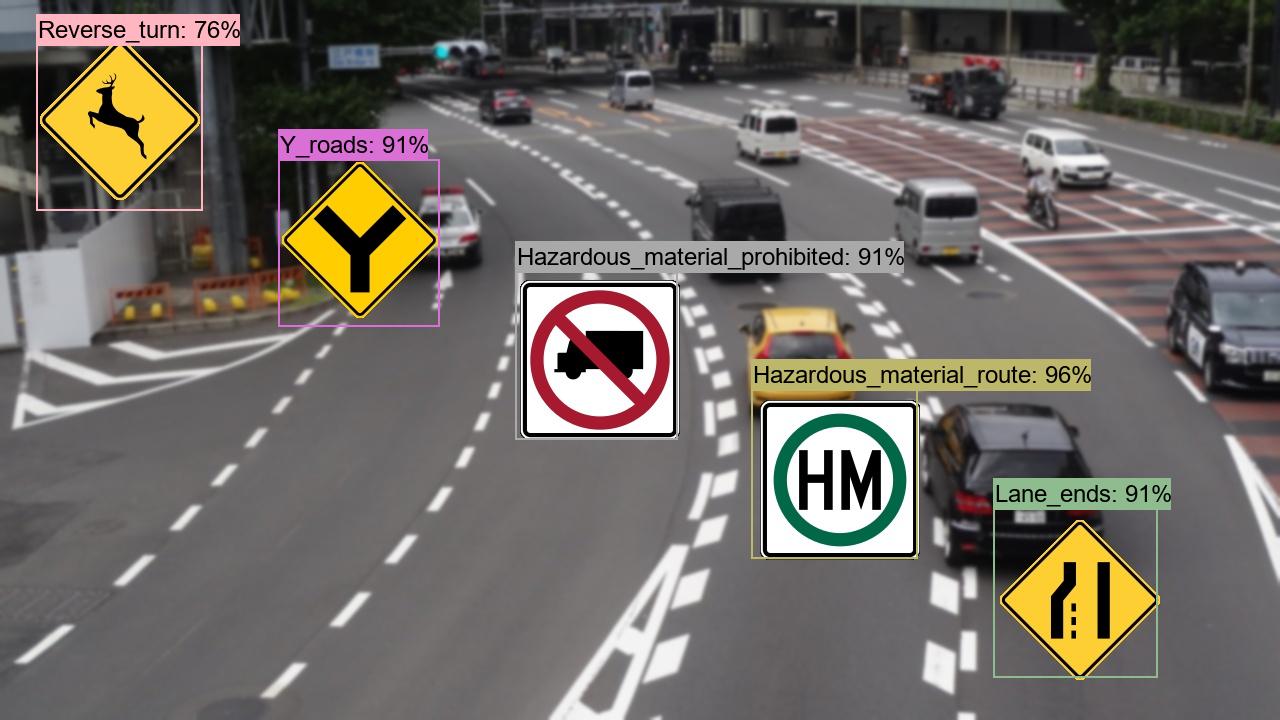 Reverse_turn: 76%
Y_roads: 91%
Hazardous_material_prohibited: 91%
Hazardous_material_route: 96%
HM
Lane_ends: 91%